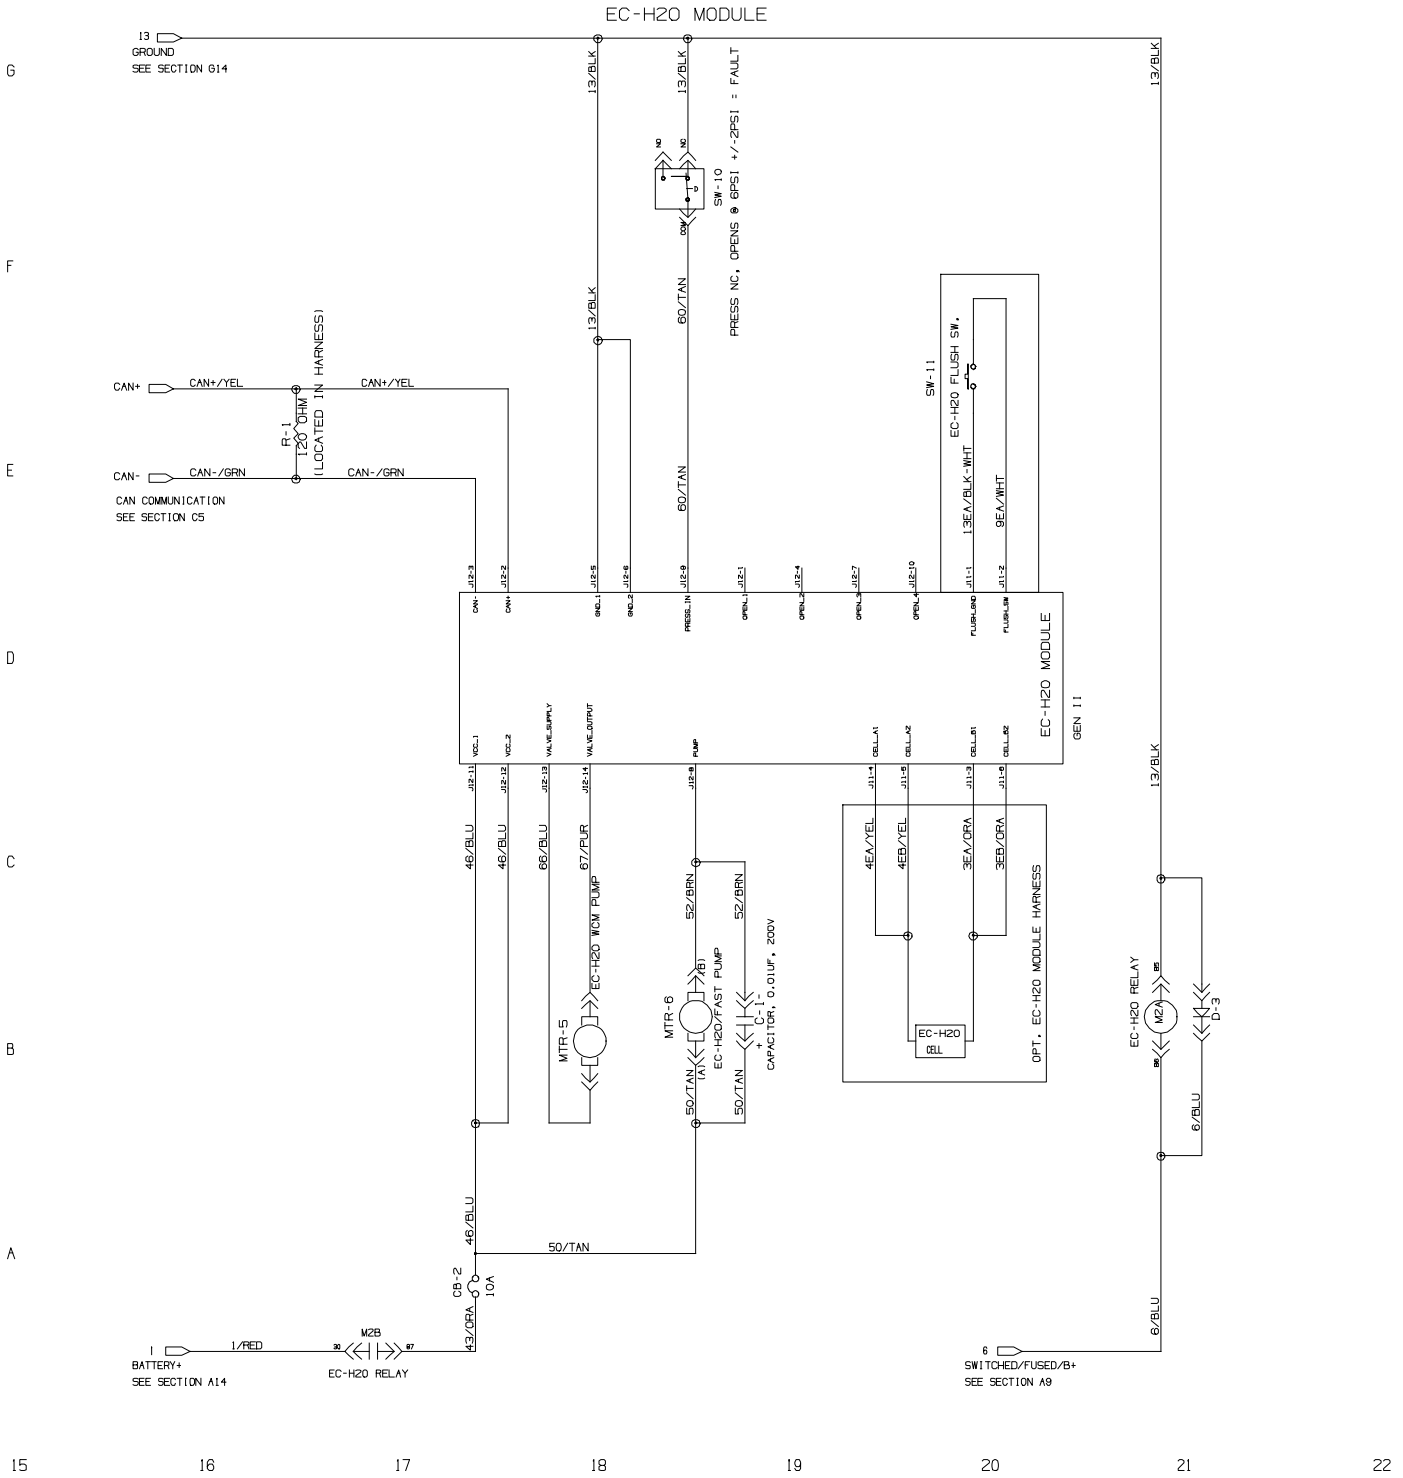 EC-H2O MODULE
13
GROUND
SEE SECTION G14
G
F
E
D
C
B
A
13/BLK
13/BLK
13/BLK
NO
NC
COM
D
SW-10
PRESS NC, OPENS @ 6PSI +/-2PSI = FAULT
13/BLK
60/TAN
60/TAN
CAN+
CAN+/YEL
CAN+/YEL
R-1
120 OHM
(LOCATED IN HARNESS)
CAN-
CAN-/GRN
CAN-/GRN
CAN COMMUNICATION
SEE SECTION C5
SW-11
EC-H2O FLUSH SW.
13EA/BLK-WHT
9EA/WHT
J12-3
J12-2
J12-5
J12-6
J12-9
J12-1
J12-4
J12-7
J12-10
J11-1
J11-2
CAN-
CAN+
GND_1
GND_2
PRESS_IN
OPEN_1
OPEN_2
OPEN_3
OPEN_4
FLUSH_GND
FLUSH_SW
EC-H2O MODULE
GEN II
VCC_1
VCC_2
VALVE_SUPPLY
VALVE_OUTPUT
PUMP
CELL_A1
CELL_A2
CELL_B1
CELL_B2
J12-11
J12-12
J12-13
J12-14
J12-8
J11-4
J11-5
J11-3
J11-6
13/BLK
46/BLU
46/BLU
66/BLU
67/PUR
4EA/YEL
4EB/YEL
3EA/ORA
3EB/ORA
52/BRN
52/BRN
EC-H2O WCM PUMP
MTR-5
MTR-6
(B)
(A)
EC-H2O/FAST PUMP
C-1
-
+
CAPACITOR, 0.01UF, 200V
50/TAN
50/TAN
EC-H2O
CELL
OPT, EC-H2O MODULE HARNESS
EC-H2O RELAY
85
M2A
86
D-3
6/BLU
46/BLU
50/TAN
CB-2
10A
43/ORA
6/BLU
1
1/RED
30
M2B
87
BATTERY+
SEE SECTION A14
EC-H2O RELAY
6
SWITCHED/FUSED/B+
SEE SECTION A9
15
16
17
18
19
20
21
22